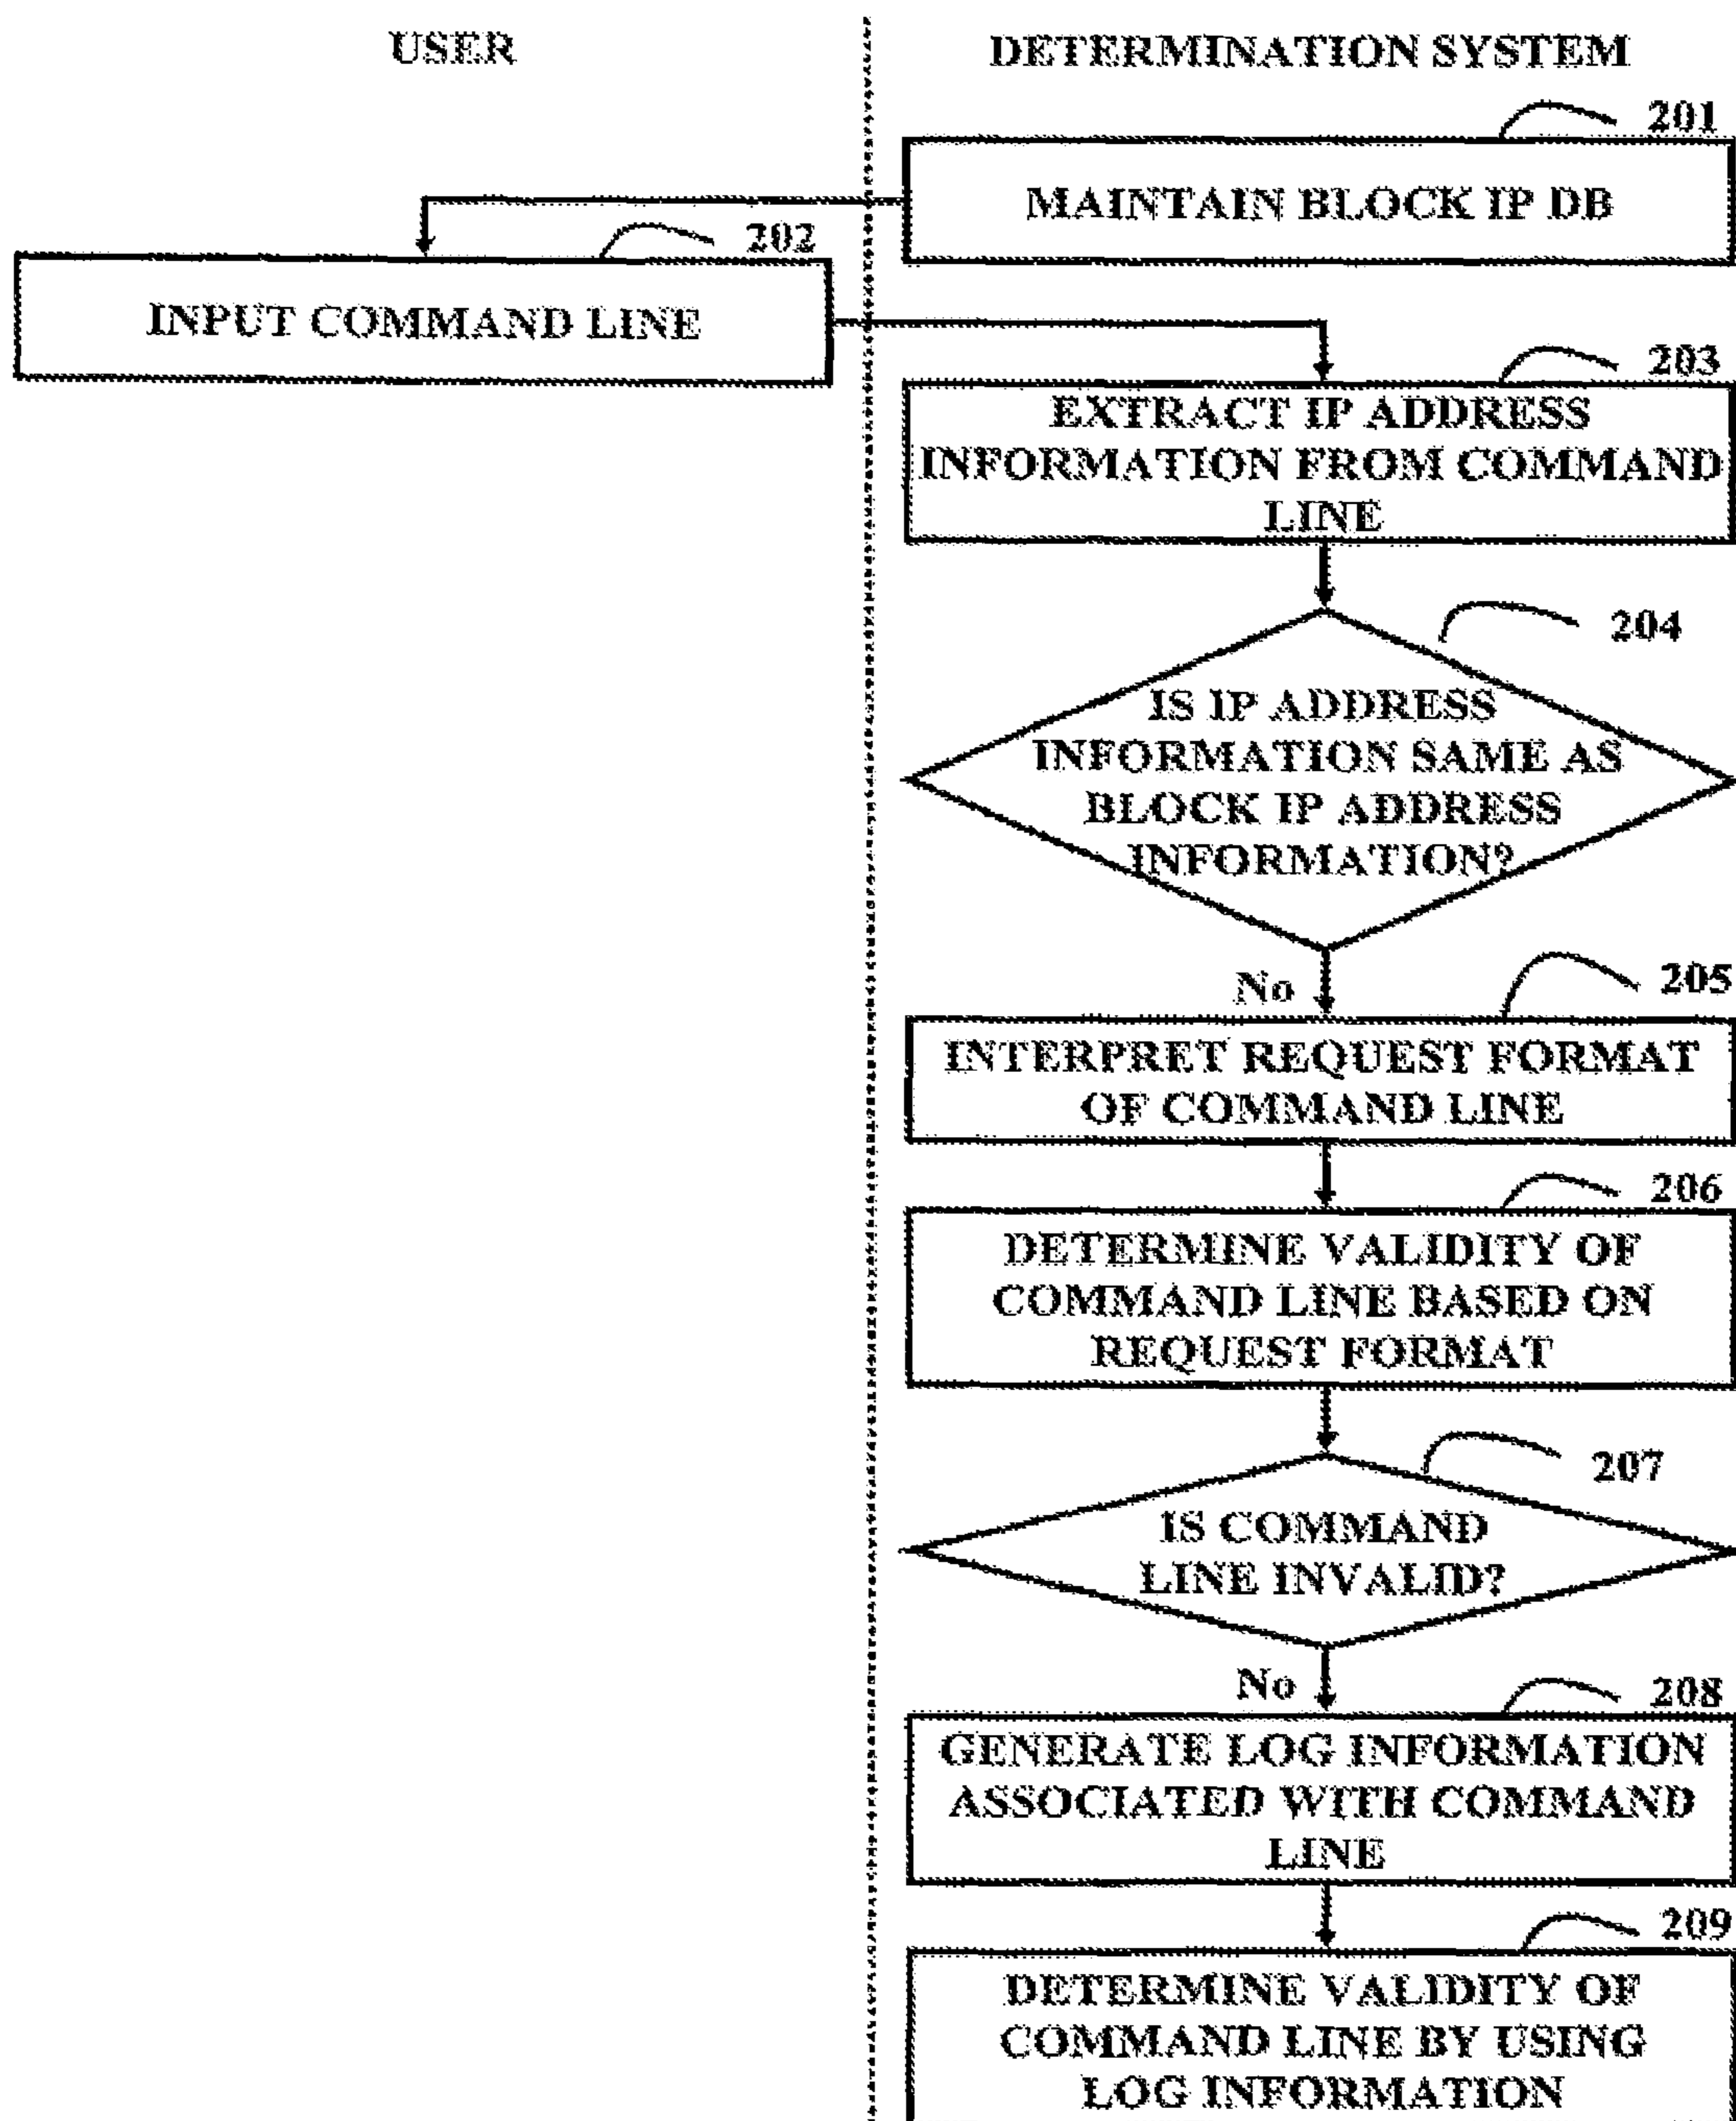 USER
DETERMINATION SYSTEM
201
MAINTAIN BLOCK IP DB
202
INPUT COMMAND LINE
203
EXTRACT IP ADDRESS
INFORMATION FROM COMMAND
LINE
204
IS IP ADDRESS
INFORMATION SAME AS
BLOCK IP ADDRESS
INFORMATION?
No
205
INTERPRET REQUEST FORMAT
OF COMMAND LINE
206
DETERMINE VALIDITY OF
COMMAND LINE BASED ON
REQUEST FORMAT
207
IS COMMAND
LINE INVALID?
No
208
GENERATE LOG INFORMATION
ASSOCIATED WITH COMMAND
LINE
209
DETERMINE VALIDITY OF
COMMAND LINE BY USING
LOG INFORMATION